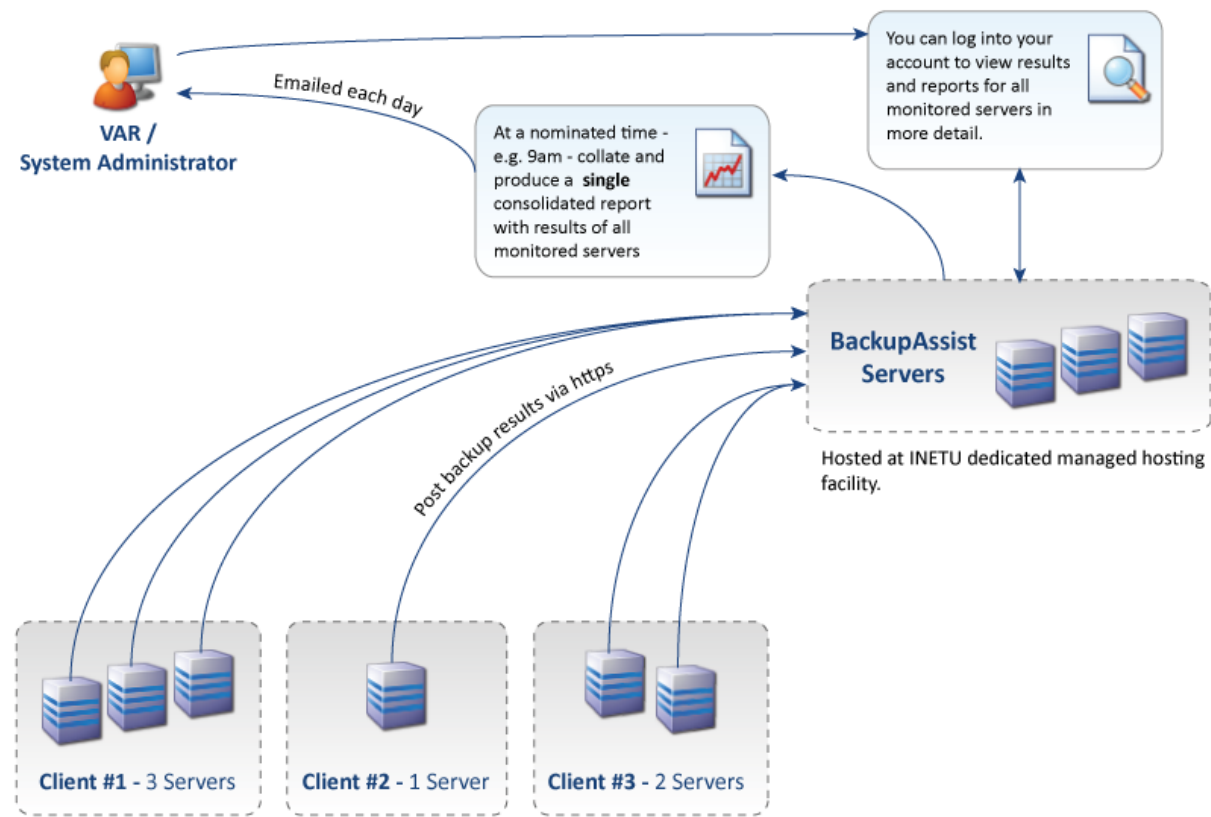 You can log into your
account to view results
and reports for all
monitored servers in
more detail.
Emailed each day
VAR /
System Administrator
At a nominated time -
e.g. 9am - collate and
produce a single
consolidated report
with results of all
monitored servers
BackupAssist
Servers
Hosted at INETU dedicated managed hosting
facility.
Post backup results via https
Client #1 - 3 Servers
Client #2 - 1 Server
Client #3 - 2 Servers